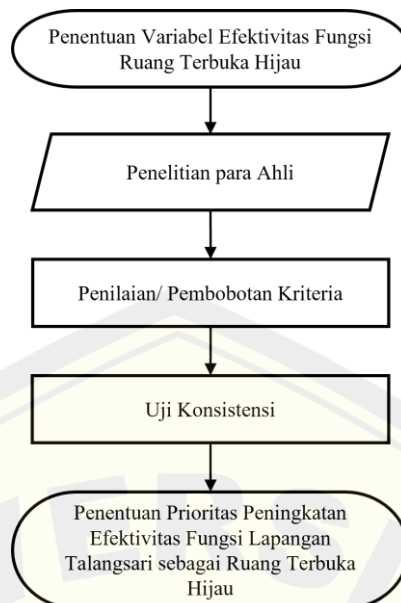 Penentuan Variabel Efektivitas Fungsi
Ruang Terbuka Hijau
Penelitian para Ahli
Penilaian/ Pembobotan Kriteria
Uji Konsistensi
Penentuan Prioritas Peningkatan
Efektivitas Fungsi Lapangan
Talangsari sebagai Ruang Terbuka
Hijau